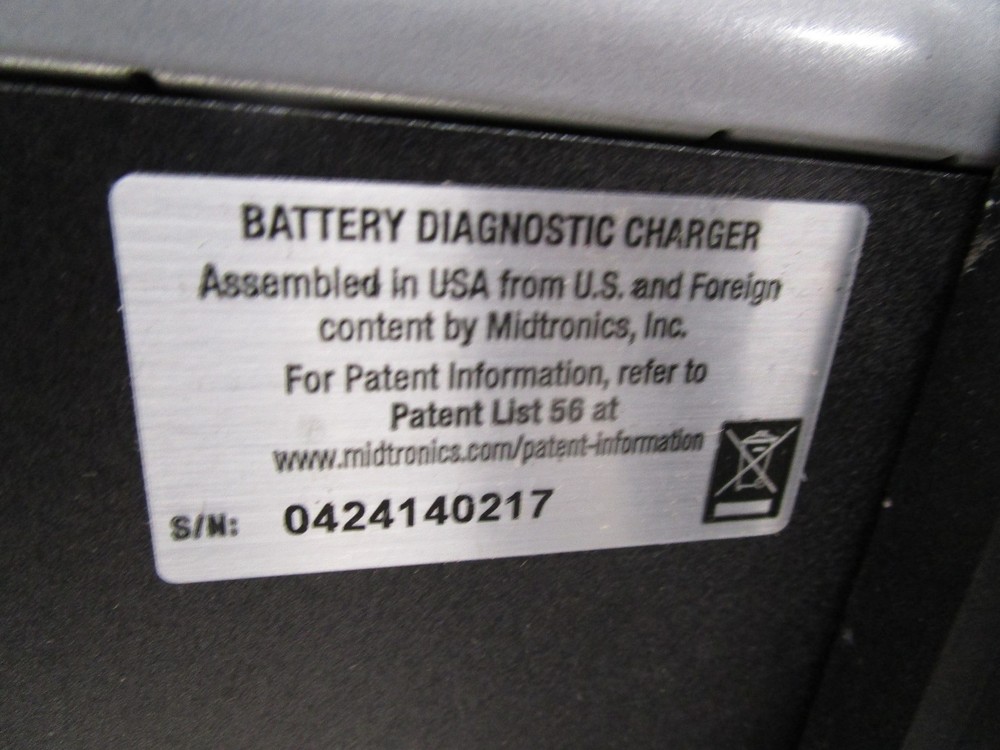 BATTERY DIAGNOSTIC CHARGER
Assembled in USA from U.S. and Foreign
content by Midtronics, Inc.
For Patent Information, refer to
Patent List 56 at
www.midtronics.com/patent-information
S/N: 0424140217